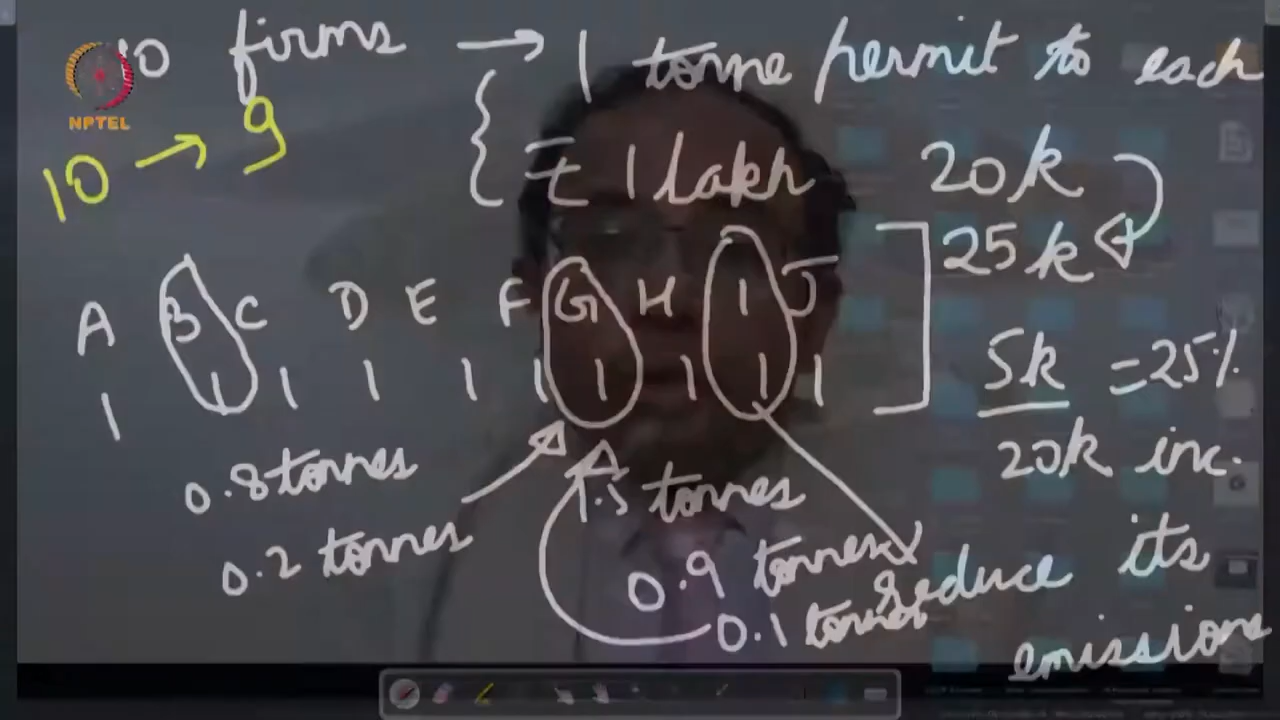 10 firms → 1 tonne permit to each
NPTEL
10 → 9
₹ 1 lakh 20k
25k
A B C D E F G H I J
1 1 1 1 1 1 1 1 1 1
5k = 25%
20k inc.
0.8 tonnes
1.5 tonnes
0.2 tonnes
0.9 tonnes
reduce its
0.1 tonnes
emissions